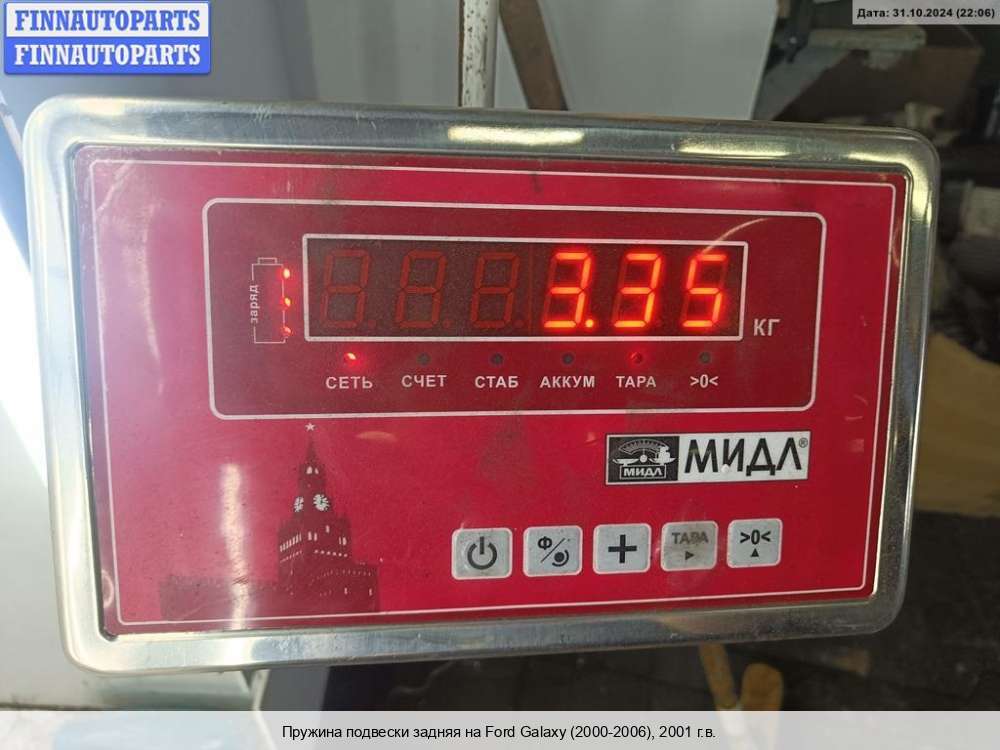 FINNAUTOPARTS
FINNAUTOPARTS
Дата: 31.10.2024 (22:06)
заряд
3.35
КГ
СЕТЬ СЧЕТ СТАБ АККУМ ТАРА >0<
МИДЛ МИДЛ®
Ф/ + ТАРА >0<
Пружина подвески задняя на Ford Galaxy (2000-2006), 2001 г.в.